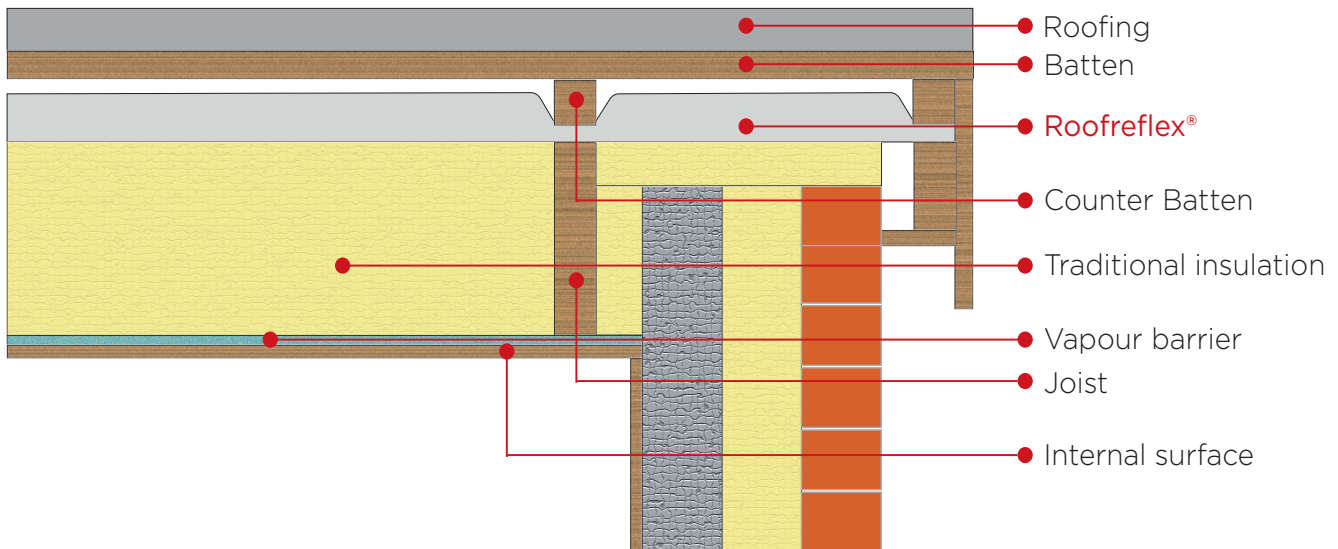 Roofing
Batten
Roofreflex®
Counter Batten
Traditional insulation
Vapour barrier
Joist
Internal surface